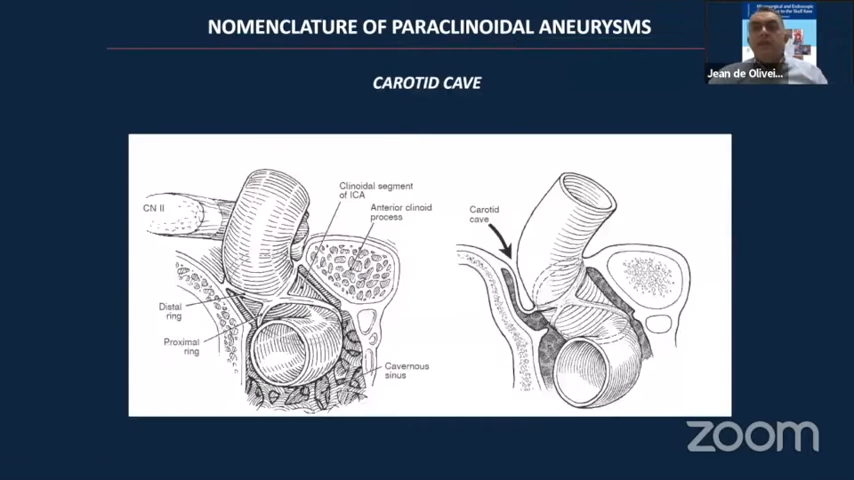 NOMENCLATURE OF PARACLINOIDAL ANEURYSMS
Jean de Olivei...
CAROTID CAVE
CN II
Clinoidal segment
of ICA
Anterior clinoid
process
Distal
ring
Proximal
ring
Cavernous
sinus
Carotid
cave
zoom